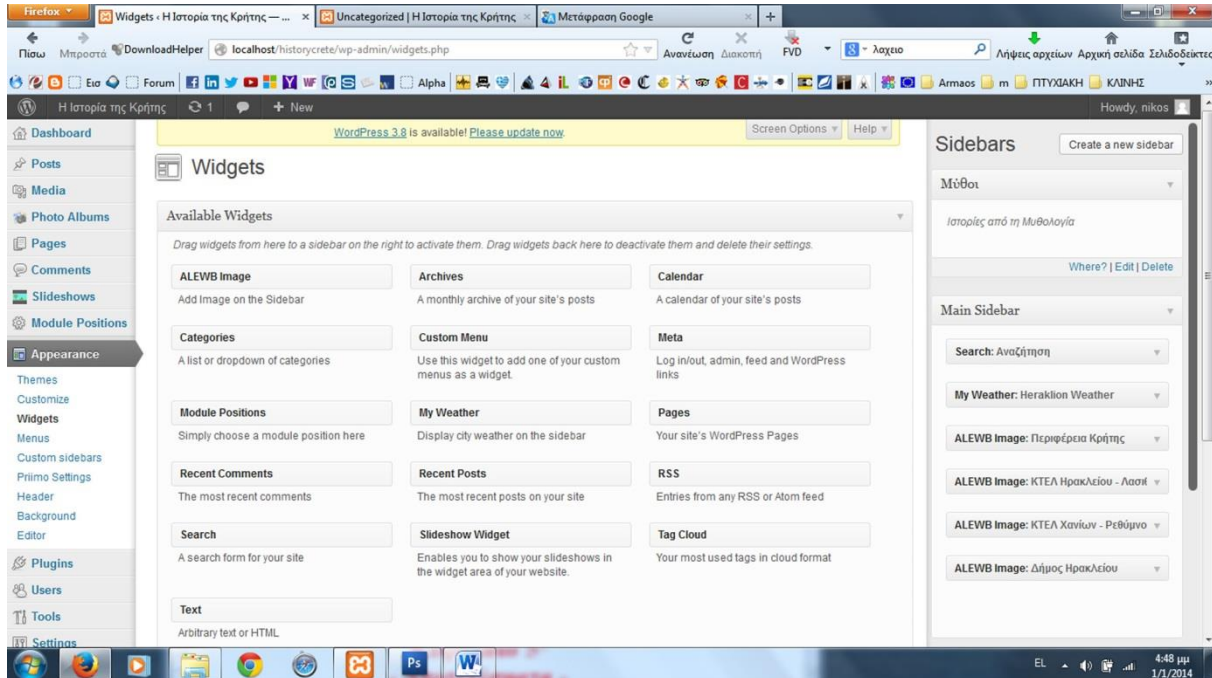 Firefox
Widgets ‹ Η Ιστορία της Κρήτης — ...
Uncategorized | Η Ιστορία της Κρήτης
Μετάφραση Google
Πίσω
Μπροστά
DownloadHelper
localhost/historycrete/wp-admin/widgets.php
Ανανέωση
Διακοπή
FVD
λαχειο
Λήψεις αρχείων
Αρχική σελίδα
Σελιδοδείκτες
Forum
Alpha
Armaos
m
ΠΤΥΧΙΑΚΗ
ΚΛΙΝΗΣ
Η Ιστορία της Κρήτης
1
+ New
Howdy, nikos
Dashboard
Posts
Media
Photo Albums
Pages
Comments
Slideshows
Module Positions
Appearance
Themes
Customize
Widgets
Menus
Custom sidebars
Priimo Settings
Header
Background
Editor
Plugins
Users
Tools
Settings
WordPress 3.8 is available! Please update now.
Screen Options
Help
Widgets
Available Widgets
Drag widgets from here to a sidebar on the right to activate them. Drag widgets back here to deactivate them and delete their settings.
ALEWB Image
Add Image on the Sidebar
Archives
A monthly archive of your site's posts
Calendar
A calendar of your site's posts
Categories
A list or dropdown of categories
Custom Menu
Use this widget to add one of your custom
menus as a widget.
Meta
Log in/out, admin, feed and WordPress
links
Module Positions
Simply choose a module position here
My Weather
Display city weather on the sidebar
Pages
Your site's WordPress Pages
Recent Comments
The most recent comments
Recent Posts
The most recent posts on your site
RSS
Entries from any RSS or Atom feed
Search
A search form for your site
Slideshow Widget
Enables you to show your slideshows in
the widget area of your website.
Tag Cloud
Your most used tags in cloud format
Text
Arbitrary text or HTML
Sidebars
Create a new sidebar
Μύθοι
Ιστορίες από τη Μυθολογία
Where? | Edit | Delete
Main Sidebar
Search: Αναζήτηση
My Weather: Heraklion Weather
ALEWB Image: Περιφέρεια Κρήτης
ALEWB Image: ΚΤΕΛ Ηρακλείου - Λασιθ
ALEWB Image: ΚΤΕΛ Χανίων - Ρεθύμνο
ALEWB Image: Δήμος Ηρακλείου
EL
4:48 μμ
1/1/2014